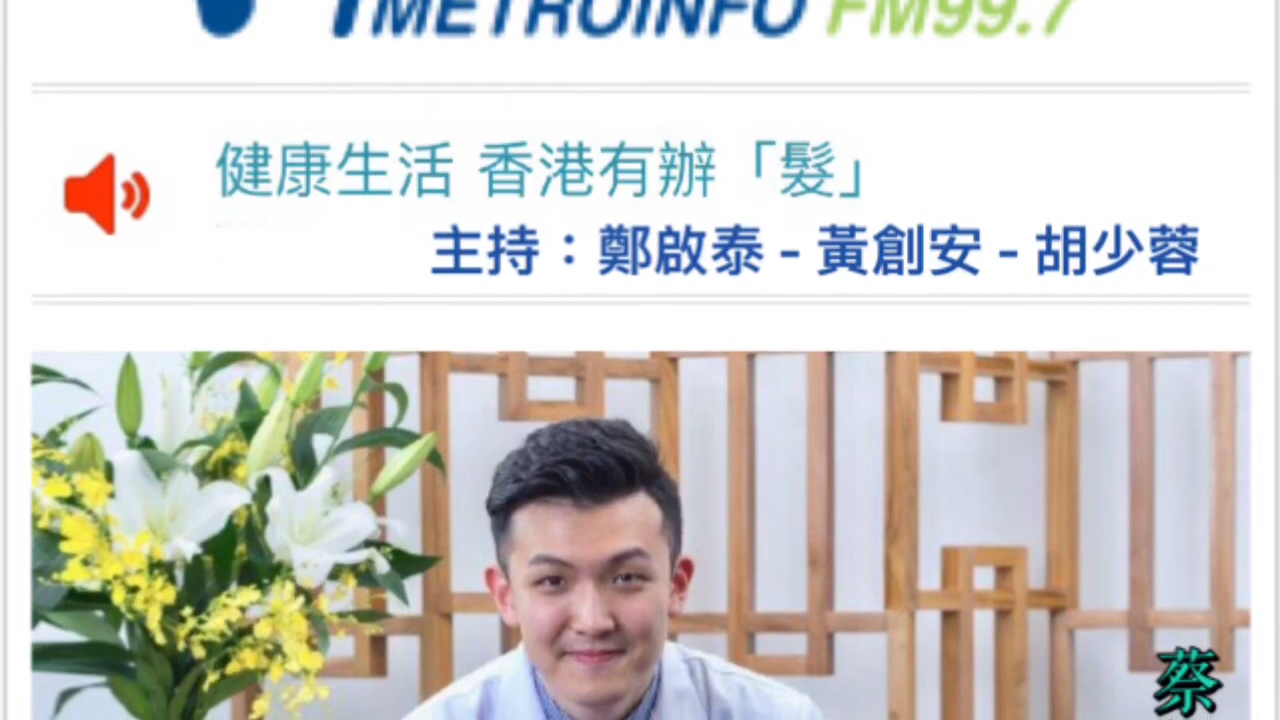 METROINFO FM99.7
健康生活 香港有辦「髮」
主持：鄭啟泰 - 黃創安 - 胡少蓉
蔡